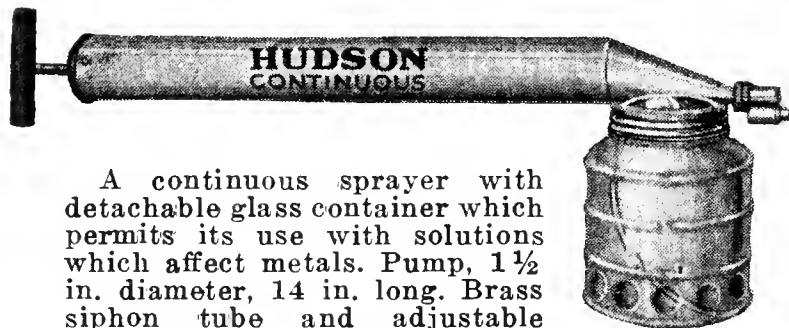 HUDSON
CONTINUOUS
A continuous sprayer with
detachable glass container which
permits its use with solutions
which affect metals. Pump, 1½
in. diameter, 14 in. long. Brass
siphon tube and adjustable